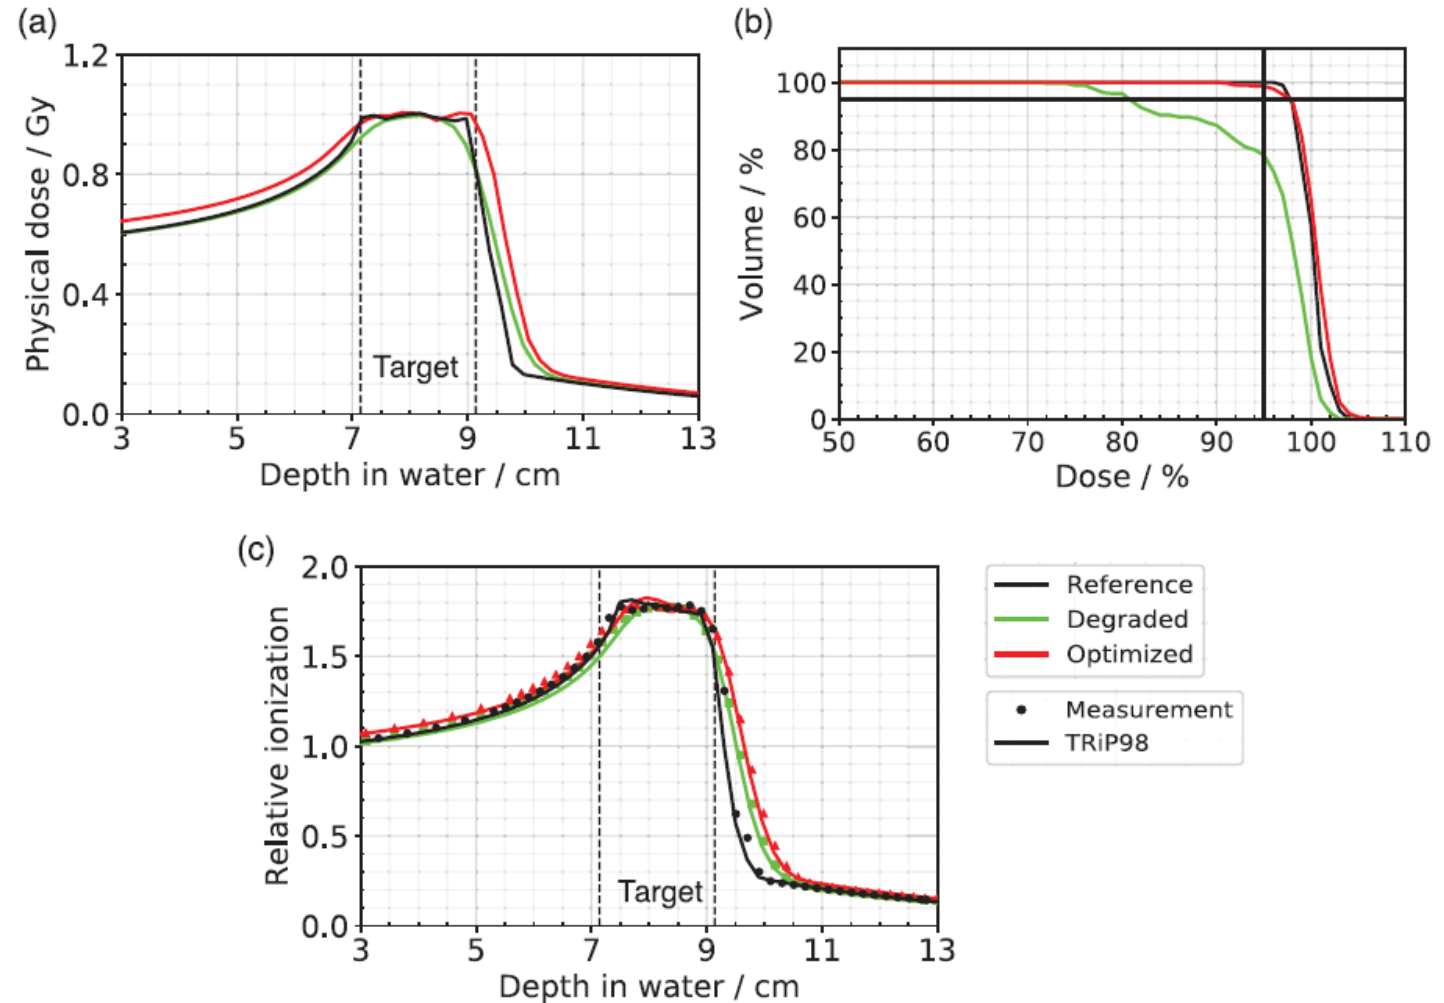 (a)
1.2
0.8
0.4
0.0
Physical dose / Gy
Target
3 5 7 9 11 13
Depth in water / cm
(b)
100
80
60
40
20
0
Volume / %
50 60 70 80 90 100 110
Dose / %
(c)
2.0
1.5
1.0
0.5
0.0
Relative ionization
Target
3 5 7 9 11 13
Depth in water / cm
Reference
Degraded
Optimized
Measurement
TRiP98